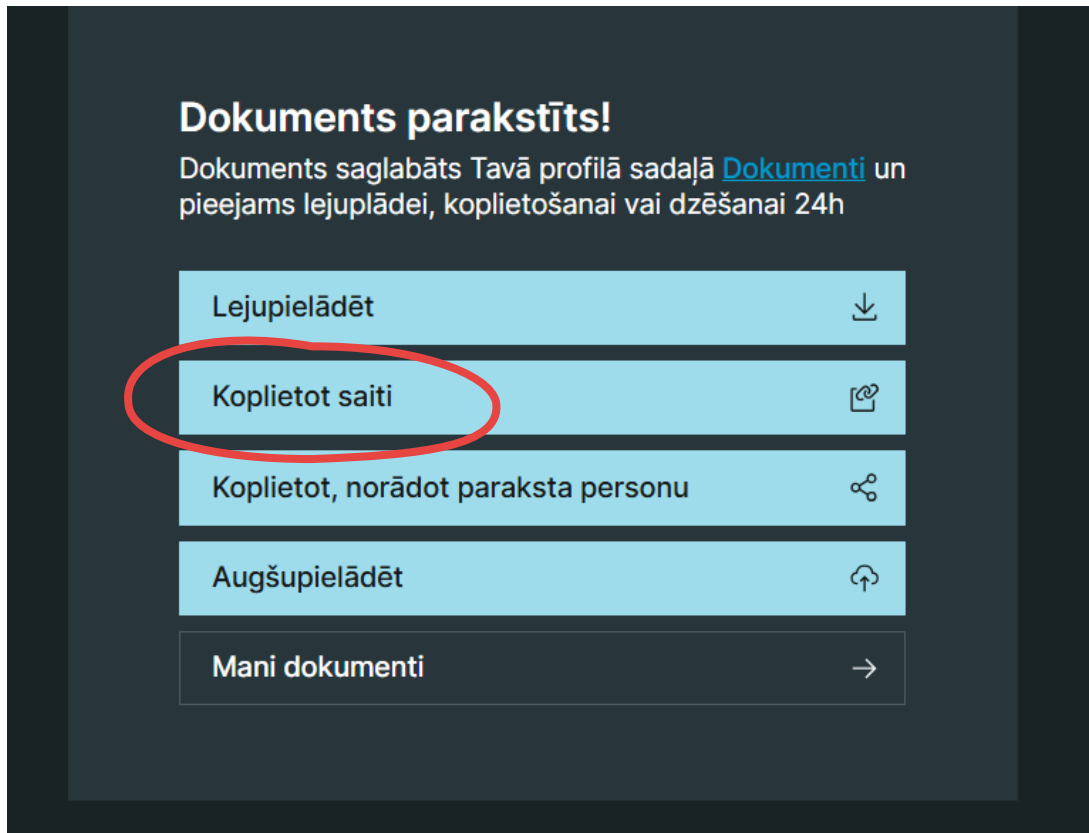 Dokuments parakstīts!
Dokuments saglabāts Tavā profilā sadaļā Dokumenti un
pieejams lejuplādei, koplietošanai vai dzēšanai 24h
Lejupielādēt
Koplietot saiti
Koplietot, norādot paraksta personu
Augšupielādēt
Mani dokumenti